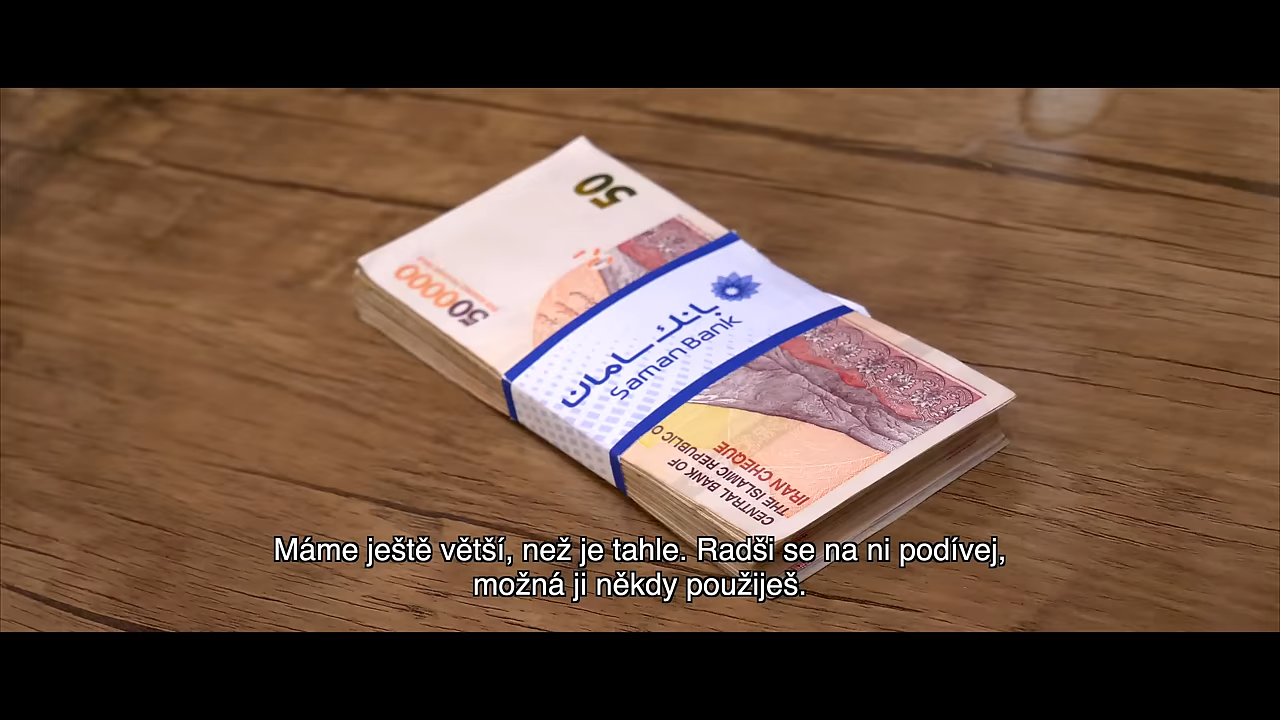 50
500000
بانك سامان
Saman Bank
CENTRAL BANK OF
THE ISLAMIC REPUBLIC O
IRAN CHEQUE
Máme ještě větší, než je tahle. Radši se na ni podívej,
možná ji někdy použiješ.